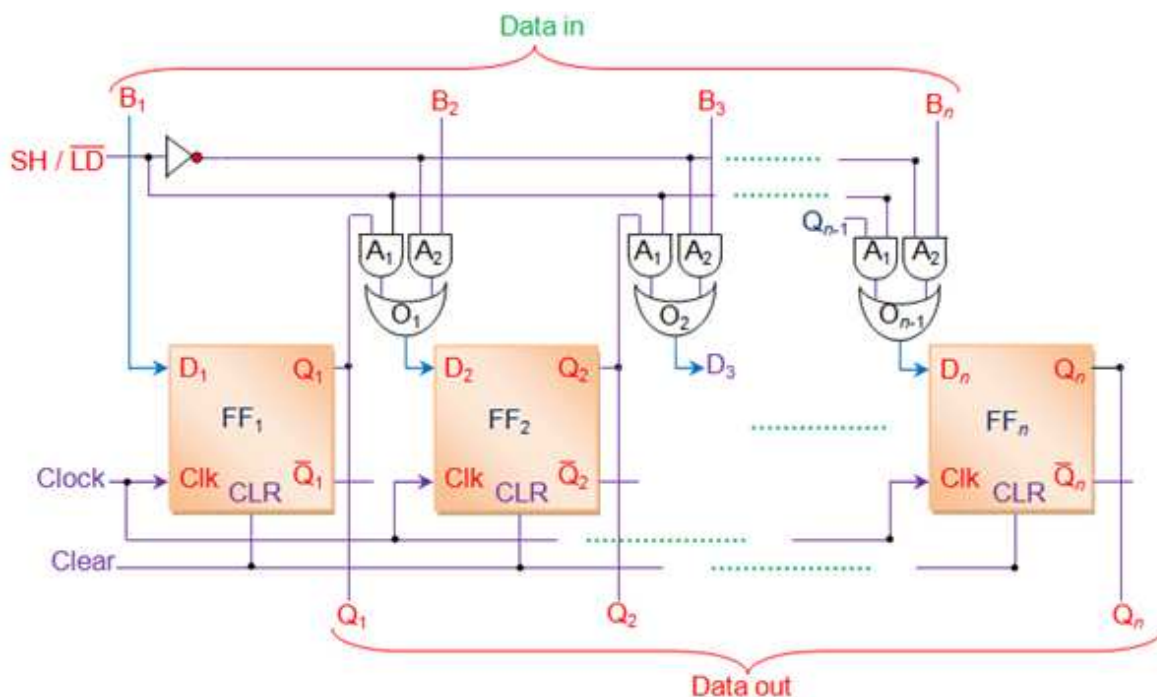 Data in
B₁ B₂ B₃ Bₙ
SH / L̅D̅
Qₙ₋₁
A₁ A₂ A₁ A₂ A₁ A₂
O₁ O₂ Oₙ₋₁
D₁ Q₁ D₂ Q₂ D₃ Dₙ Qₙ
FF₁ FF₂ FFₙ
Clock Clk Q̅₁ Clk Q̅₂ Clk Q̅ₙ
CLR CLR CLR
Clear
Q₁ Q₂ Qₙ
Data out